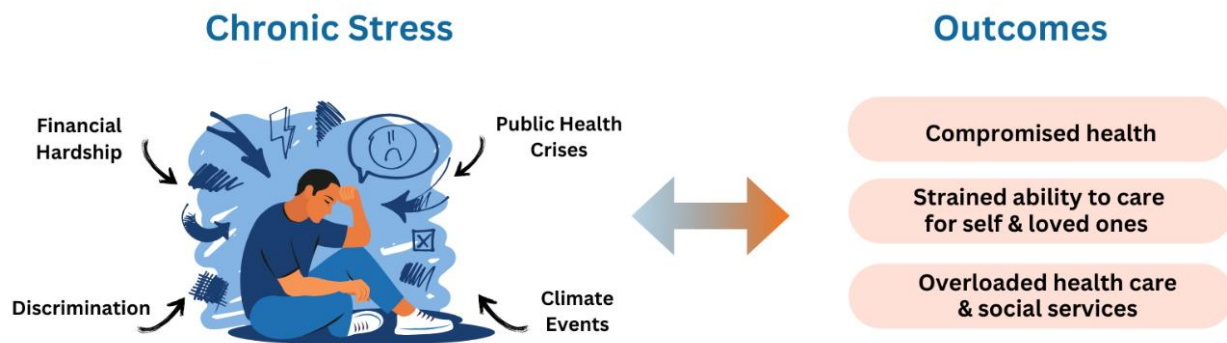 Chronic Stress
Financial
Hardship
Public Health
Crises
Discrimination
Climate
Events
Outcomes
Compromised health
Strained ability to care
for self & loved ones
Overloaded health care
& social services